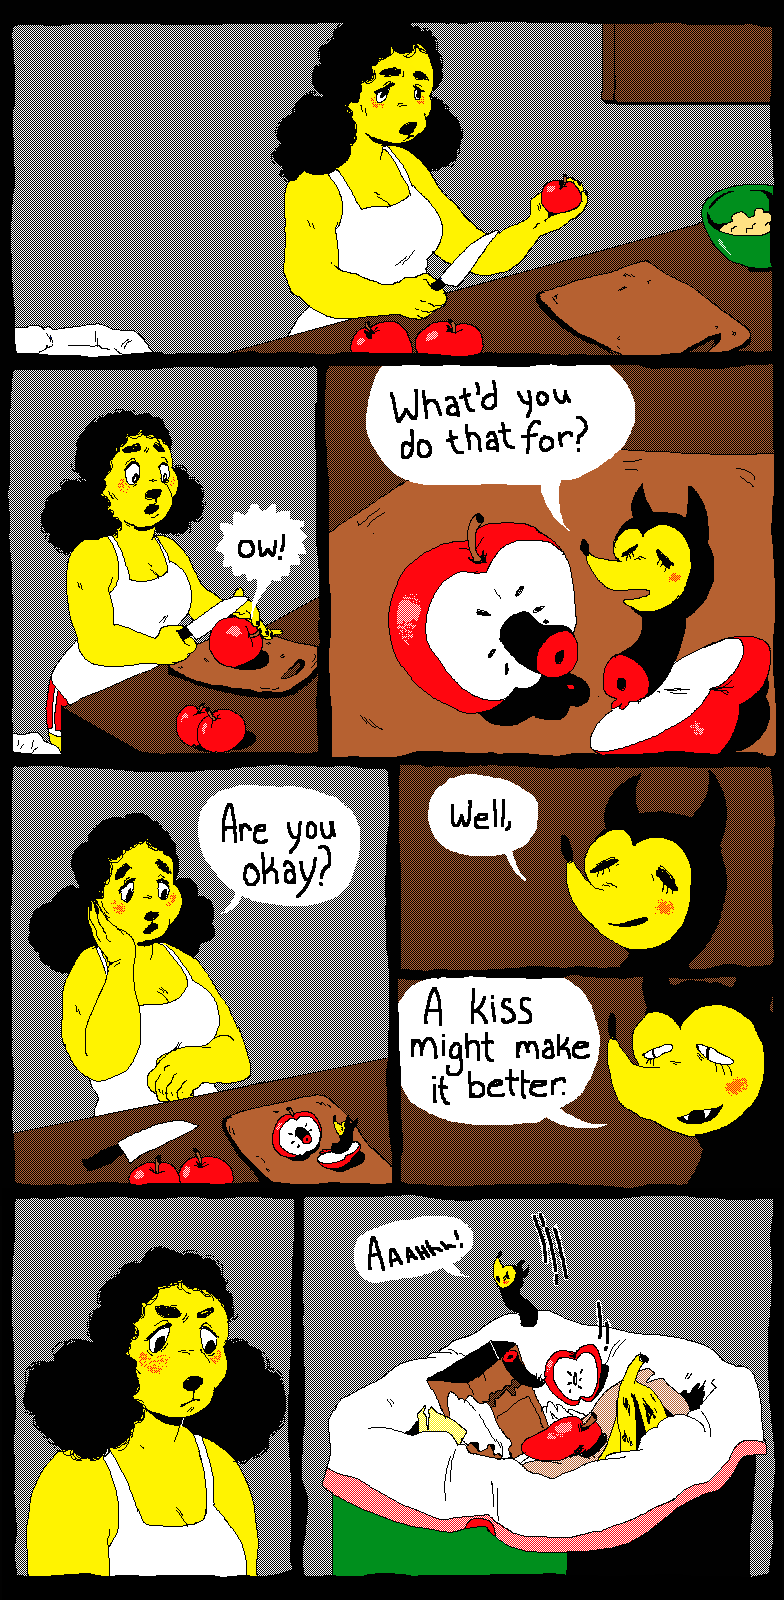 ow!
What'd you
do that for?
Are you
okay?
Well,
A kiss
might make
it better.
AAAHhh!